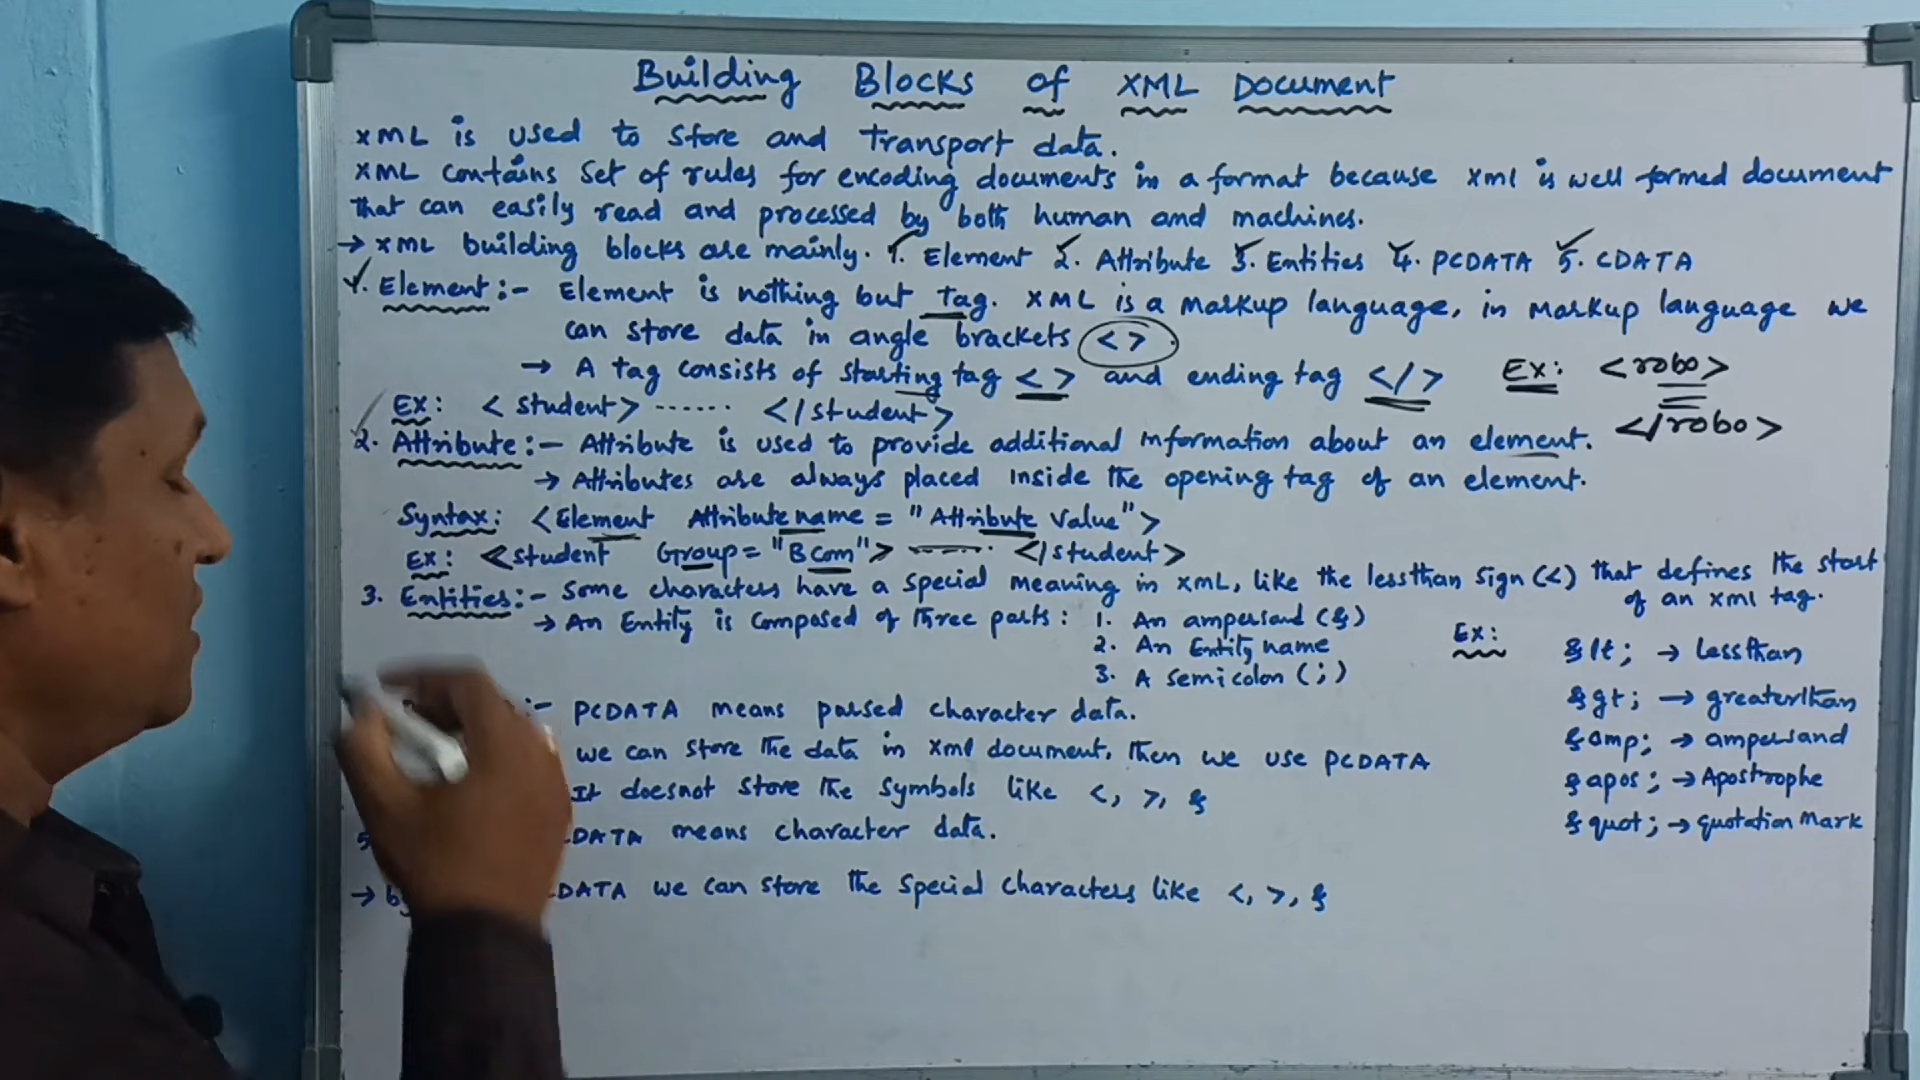 Building Blocks of XML Document
XML is used to store and transport data.
XML contains set of rules for encoding documents in a format because xml is well formed document
that can easily read and processed by both human and machines.
→ XML building blocks are mainly. 1. Element 2. Attribute 3. Entities 4. PCDATA 5. CDATA
1. Element :- Element is nothing but tag. XML is a markup language, in markup language we
can store data in angle brackets < >
→ A tag consists of starting tag < > and ending tag </> Ex: <robo>
Ex: <student> ...... </student>
</robo>
2. Attribute :- Attribute is used to provide additional information about an element.
→ Attributes are always placed inside the opening tag of an element.
Syntax: <Element Attribute name = "Attribute value">
Ex: <student Group= "BCom"> ------- </student>
3. Entities :- Some characters have a special meaning in XML, like the lessthan sign (<) that defines the start
of an xml tag.
→ An Entity is composed of three parts: 1. An ampersand (&)
2. An Entity name
3. A semicolon (;)
Ex: &lt; → lessthan
&gt; → greaterthan
&amp; → ampersand
&apos; → Apostrophe
&quot; → quotation mark
:- PCDATA means parsed character data.
we can store the data in xml document, then we use PCDATA
It doesnot store the symbols like <, >, &
5 DATA means character data.
→ DATA we can store the special characters like <, >, &